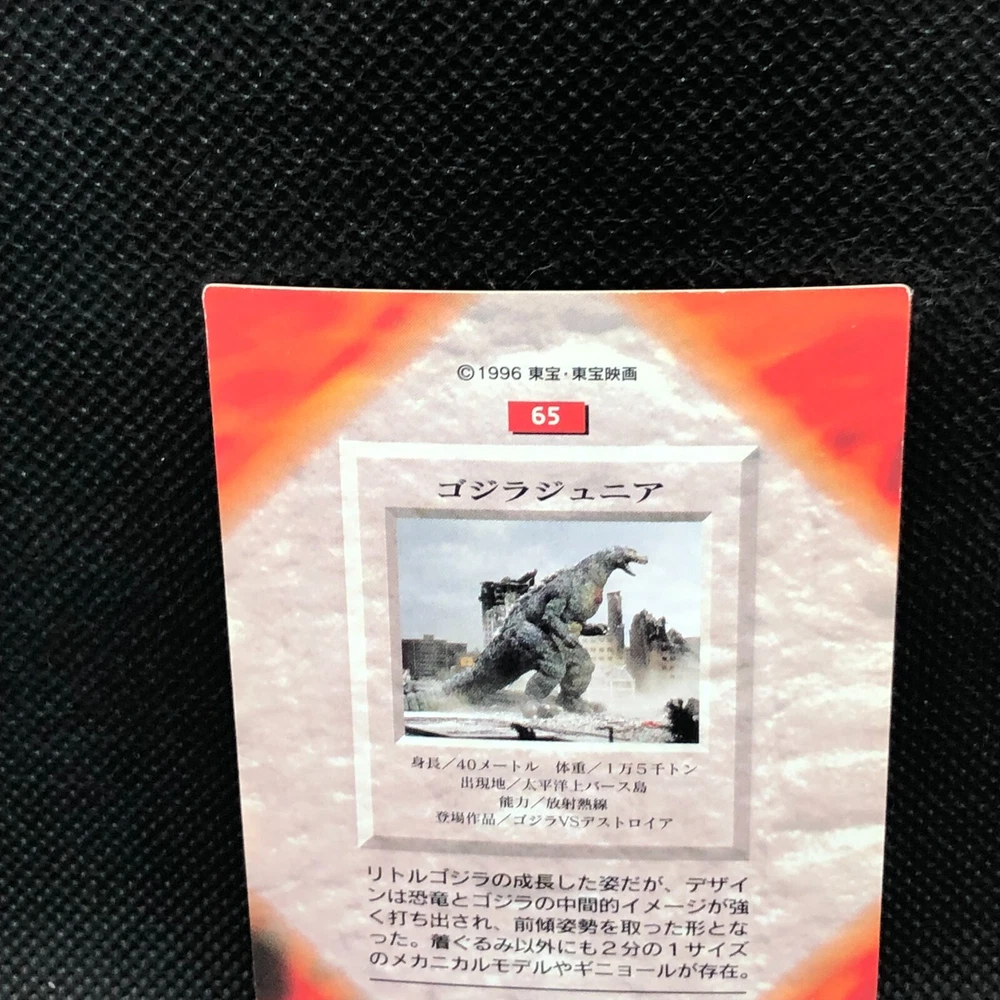 ©1996 東宝・東宝映画
65
ゴジラジュニア
身長／40メートル　体重／1万5千トン
出現地／太平洋上バース島
能力／放射熱線
登場作品／ゴジラVSデストロイア
リトルゴジラの成長した姿だが、デザイ
ンは恐竜とゴジラの中間的イメージが強
く打ち出され、前傾姿勢を取った形とな
った。着ぐるみ以外にも2分の1サイズ
のメカニカルモデルやギニョールが存在。